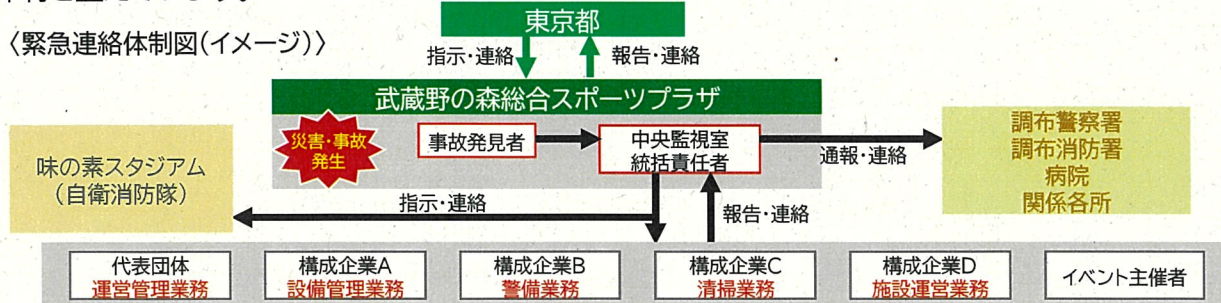 〈緊急連絡体制図(イメージ)〉
東京都
指示・連絡
報告・連絡
武蔵野の森総合スポーツプラザ
災害・事故
発生
事故発見者
中央監視室
統括責任者
通報・連絡
調布警察署
調布消防署
病院
関係各所
味の素スタジアム
(自衛消防隊)
指示・連絡
報告・連絡
代表団体
運営管理業務
構成企業A
設備管理業務
構成企業B
警備業務
構成企業C
清掃業務
構成企業D
施設運営業務
イベント主催者